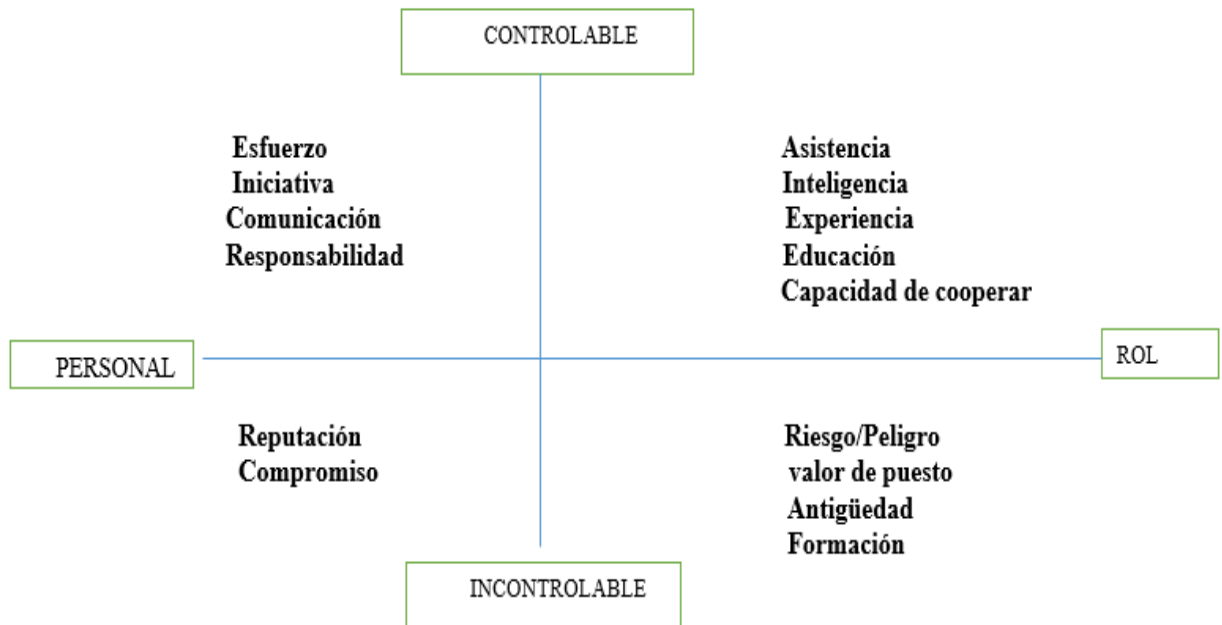 CONTROLABLE
Esfuerzo
Iniciativa
Comunicación
Responsabilidad
Asistencia
Inteligencia
Experiencia
Educación
Capacidad de cooperar
PERSONAL
ROL
Reputación
Compromiso
Riesgo/Peligro
valor de puesto
Antigüedad
Formación
INCONTROLABLE